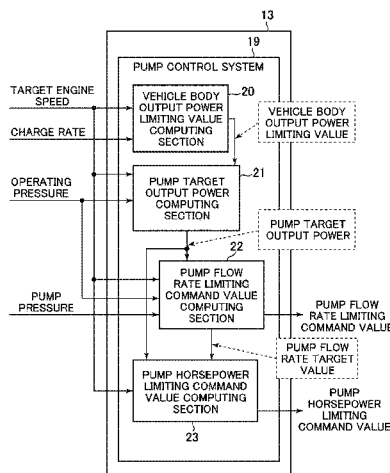 13
19
PUMP CONTROL SYSTEM
TARGET ENGINE
SPEED
VEHICLE BODY
OUTPUT POWER
LIMITING VALUE
COMPUTING
SECTION
20
VEHICLE BODY
OUTPUT POWER
LIMITING VALUE
CHARGE RATE
OPERATING
PRESSURE
PUMP TARGET
OUTPUT POWER
COMPUTING
SECTION
21
PUMP TARGET
OUTPUT POWER
22
PUMP
PRESSURE
PUMP FLOW
RATE LIMITING
COMMAND VALUE
COMPUTING
SECTION
PUMP FLOW
RATE LIMITING
COMMAND VALUE
PUMP FLOW
RATE TARGET
VALUE
PUMP HORSEPOWER
LIMITING COMMAND
VALUE COMPUTING
SECTION
23
PUMP
HORSEPOWER
LIMITING
COMMAND VALUE